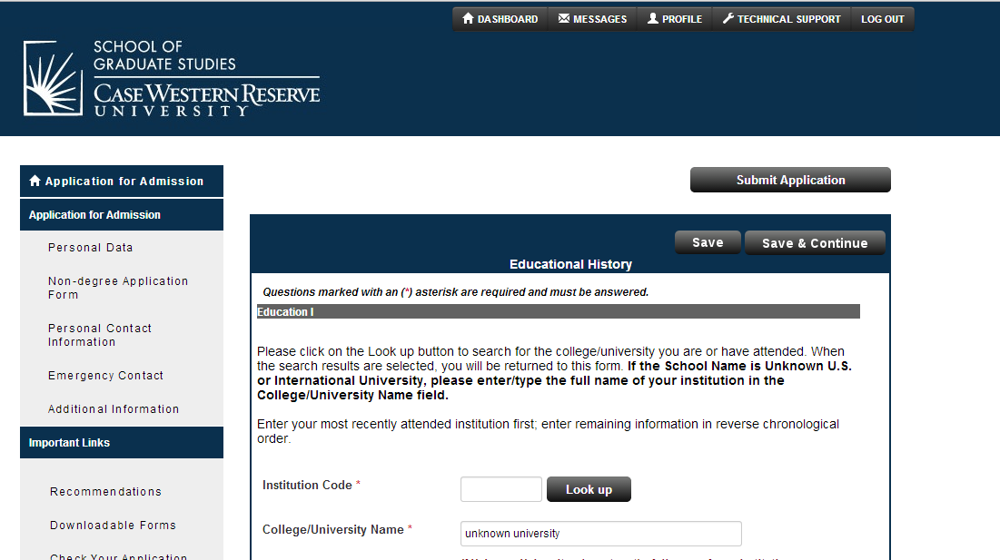 DASHBOARD MESSAGES PROFILE TECHNICAL SUPPORT LOG OUT
SCHOOL OF
GRADUATE STUDIES
CASE WESTERN RESERVE
UNIVERSITY
Application for Admission
Submit Application
Application for Admission
Personal Data
Non-degree Application
Form
Personal Contact
Information
Emergency Contact
Additional Information
Important Links
Recommendations
Downloadable Forms
Check Your Application
Save Save & Continue
Educational History
Questions marked with an (*) asterisk are required and must be answered.
Education I
Please click on the Look up button to search for the college/university you are or have attended. When
the search results are selected, you will be returned to this form. If the School Name is Unknown U.S.
or International University, please enter/type the full name of your institution in the
College/University Name field.
Enter your most recently attended institution first; enter remaining information in reverse chronological
order.
Institution Code * Look up
College/University Name * unknown university